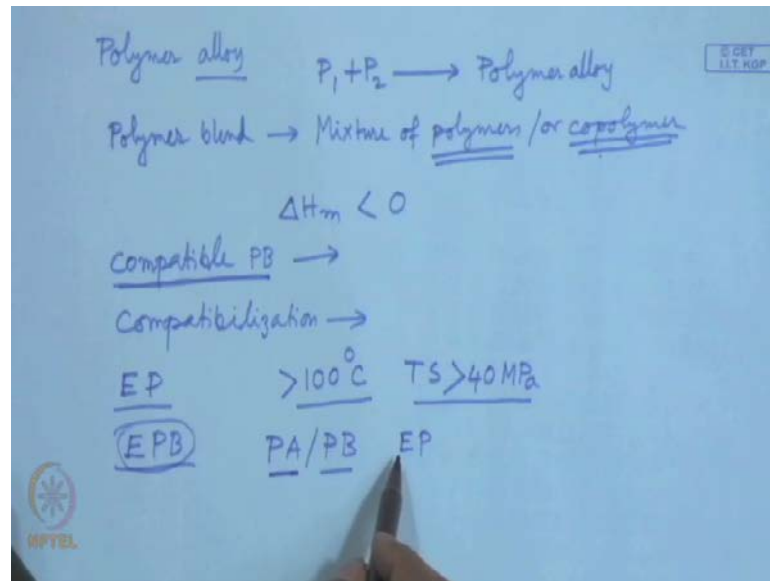 Polymer alloy P₁+P₂ ⟶ Polymer alloy
© CET
I.I.T. KGP
Polymer blend → Mixture of polymers / or copolymer
ΔHm < 0
Compatible PB →
Compatibilization →
EP >100°C TS >40 MPa
EPB PA/PB EP
NPTEL